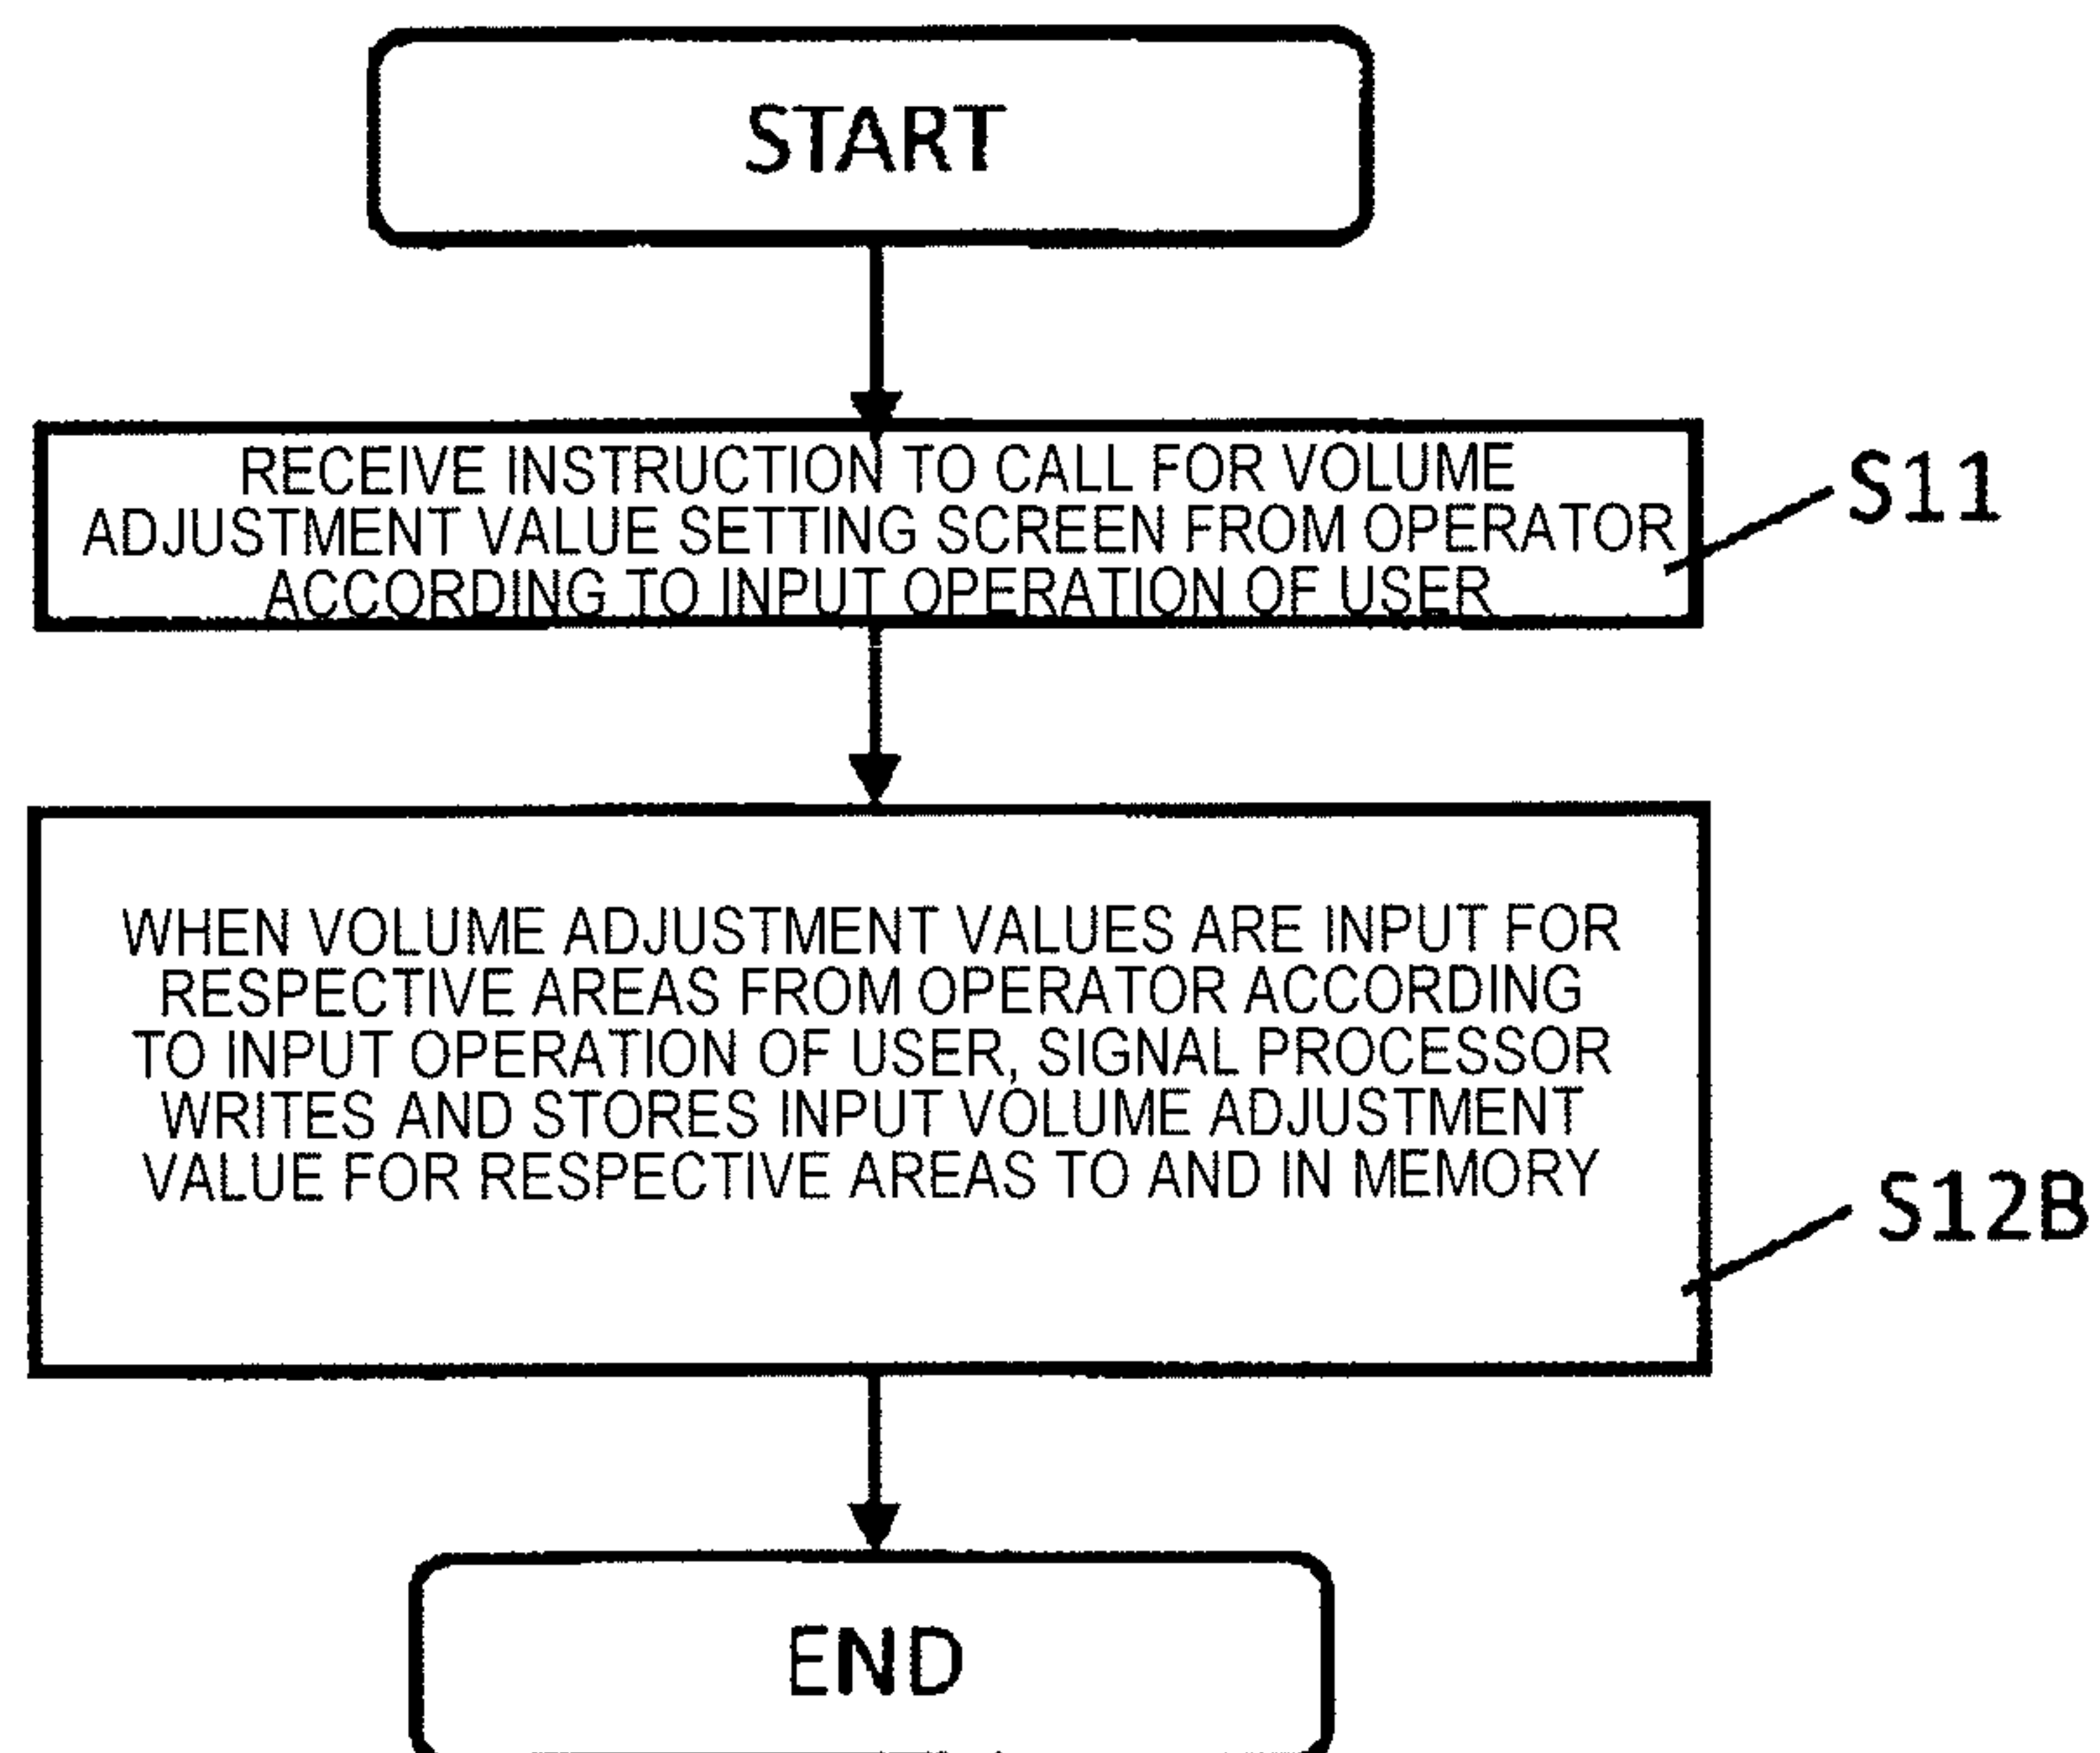 START
RECEIVE INSTRUCTION TO CALL FOR VOLUME
ADJUSTMENT VALUE SETTING SCREEN FROM OPERATOR
ACCORDING TO INPUT OPERATION OF USER
S11
WHEN VOLUME ADJUSTMENT VALUES ARE INPUT FOR
RESPECTIVE AREAS FROM OPERATOR ACCORDING
TO INPUT OPERATION OF USER, SIGNAL PROCESSOR
WRITES AND STORES INPUT VOLUME ADJUSTMENT
VALUE FOR RESPECTIVE AREAS TO AND IN MEMORY
S12B
END